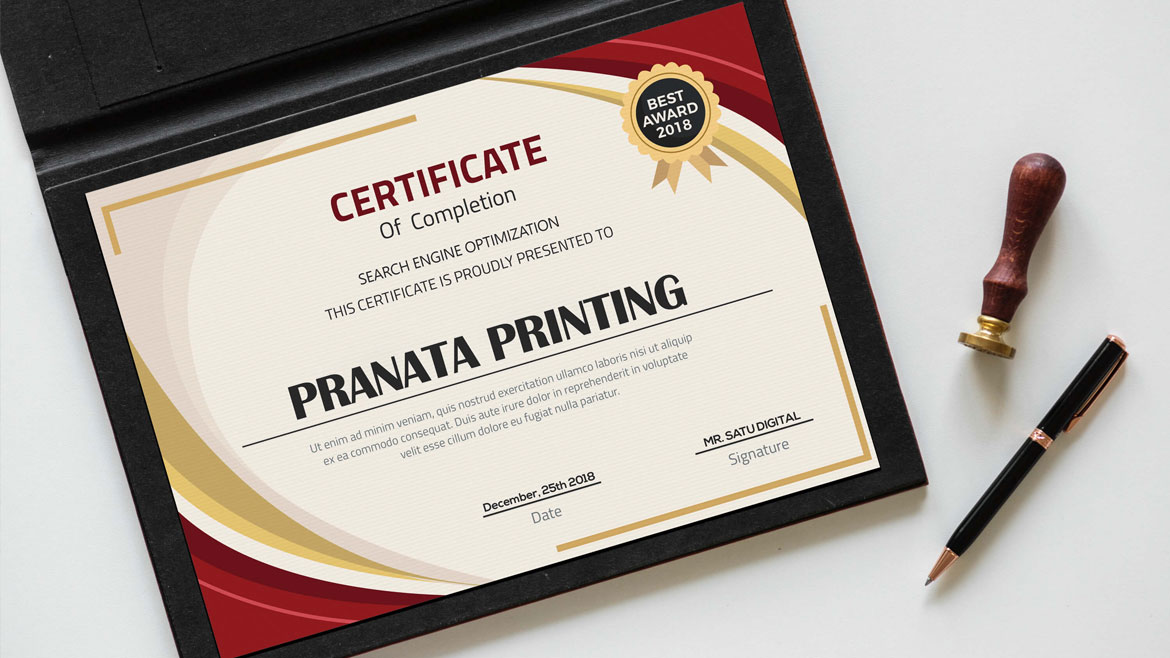 BEST
AWARD
2018
CERTIFICATE
Of Completion
SEARCH ENGINE OPTIMIZATION
THIS CERTIFICATE IS PROUDLY PRESENTED TO
PRANATA PRINTING
Ut enim ad minim veniam, quis nostrud exercitation ullamco laboris nisi ut aliquip
ex ea commodo consequat. Duis aute irure dolor in reprehenderit in voluptate
velit esse cillum dolore eu fugiat nulla pariatur.
December, 25th 2018
Date
MR. SATU DIGITAL
Signature